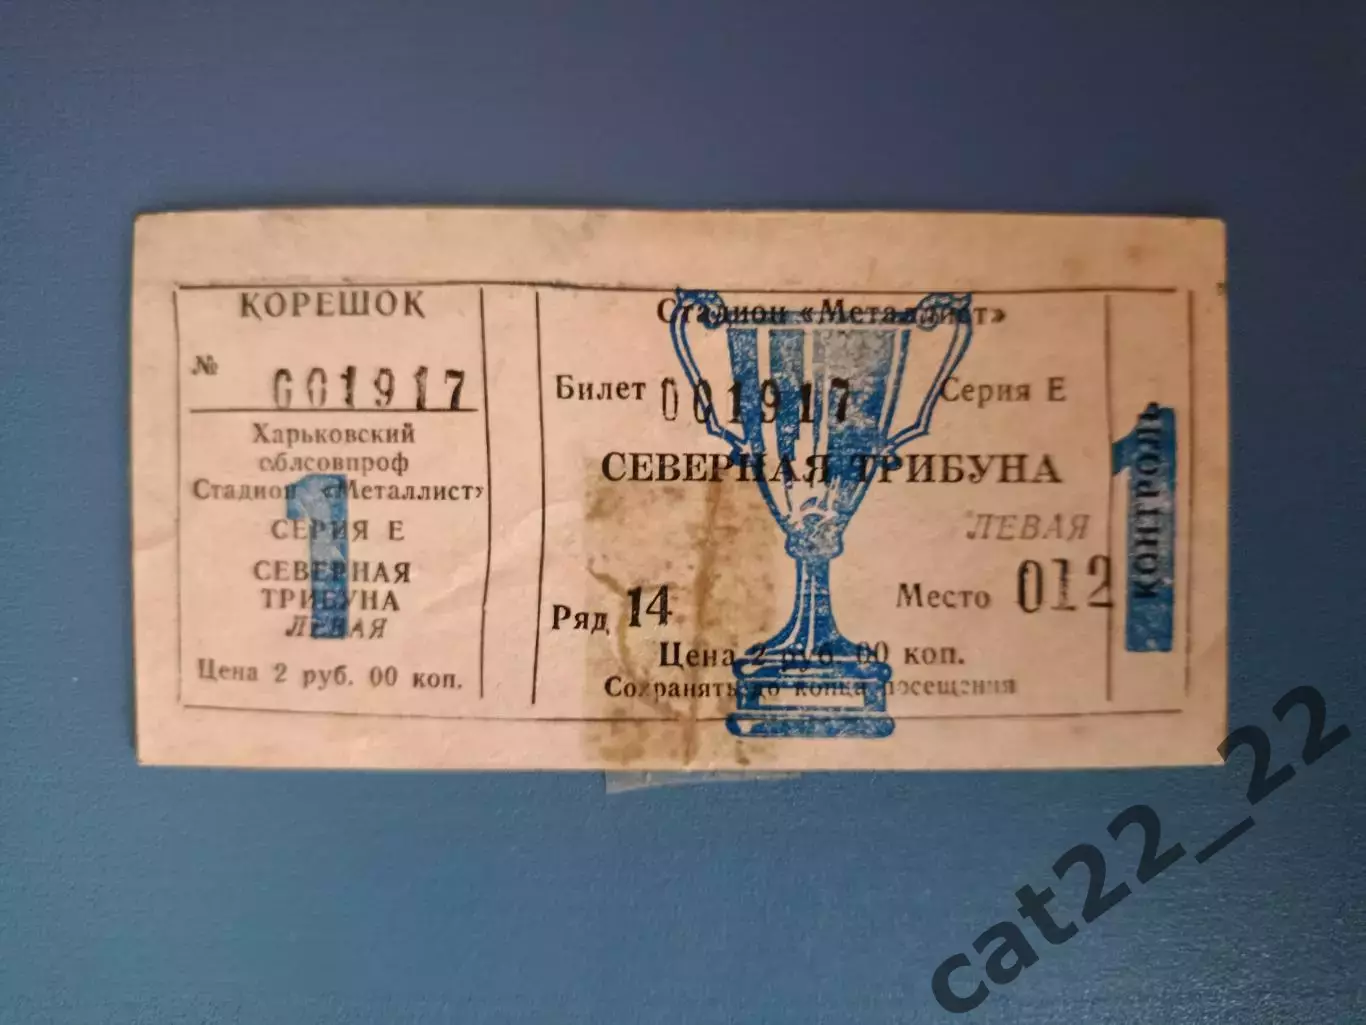 КОРЕШОК
№ 001917
Харьковский
облсовпроф
Стадион «Металлист»
СЕРИЯ Е
СЕВЕРНАЯ
ТРИБУНА
ЛЕВАЯ
1
Цена 2 руб. 00 коп.
Стадион «Металлист»
Билет 001917 Серия Е
СЕВЕРНАЯ ТРИБУНА
ЛЕВАЯ
Ряд 14 Место 012
Цена 2 руб. 00 коп.
Сохранять до конца посещения
1
КОНТРОЛЬ
cat22_22